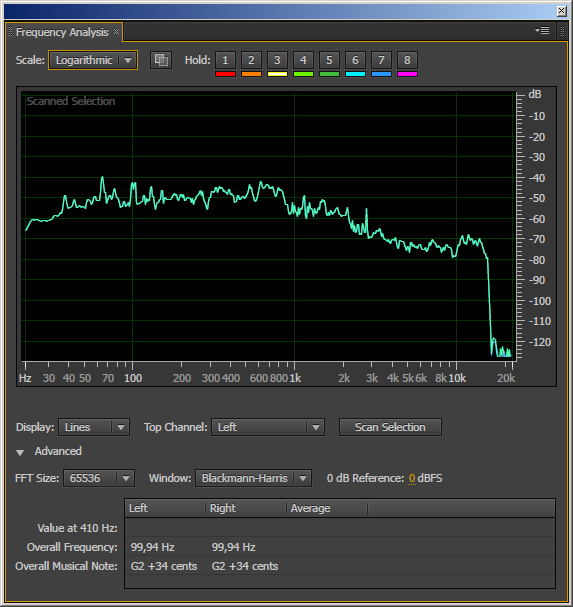 Frequency Analysis
Scale: Logarithmic Hold: 1 2 3 4 5 6 7 8
Scanned Selection
dB
-10
-20
-30
-40
-50
-60
-70
-80
-90
-100
-110
-120
Hz 30 40 50 70 100 200 300 400 600 800 1k 2k 3k 4k 5k 6k 10k 20k
Display: Lines Top Channel: Left Scan Selection
Advanced
FFT Size: 65536 Window: Blackmann-Harris 0 dB Reference: 0 dBFS
Left Right Average
Value at 410 Hz:
Overall Frequency: 99,94 Hz 99,94 Hz
Overall Musical Note: G2 +34 cents G2 +34 cents